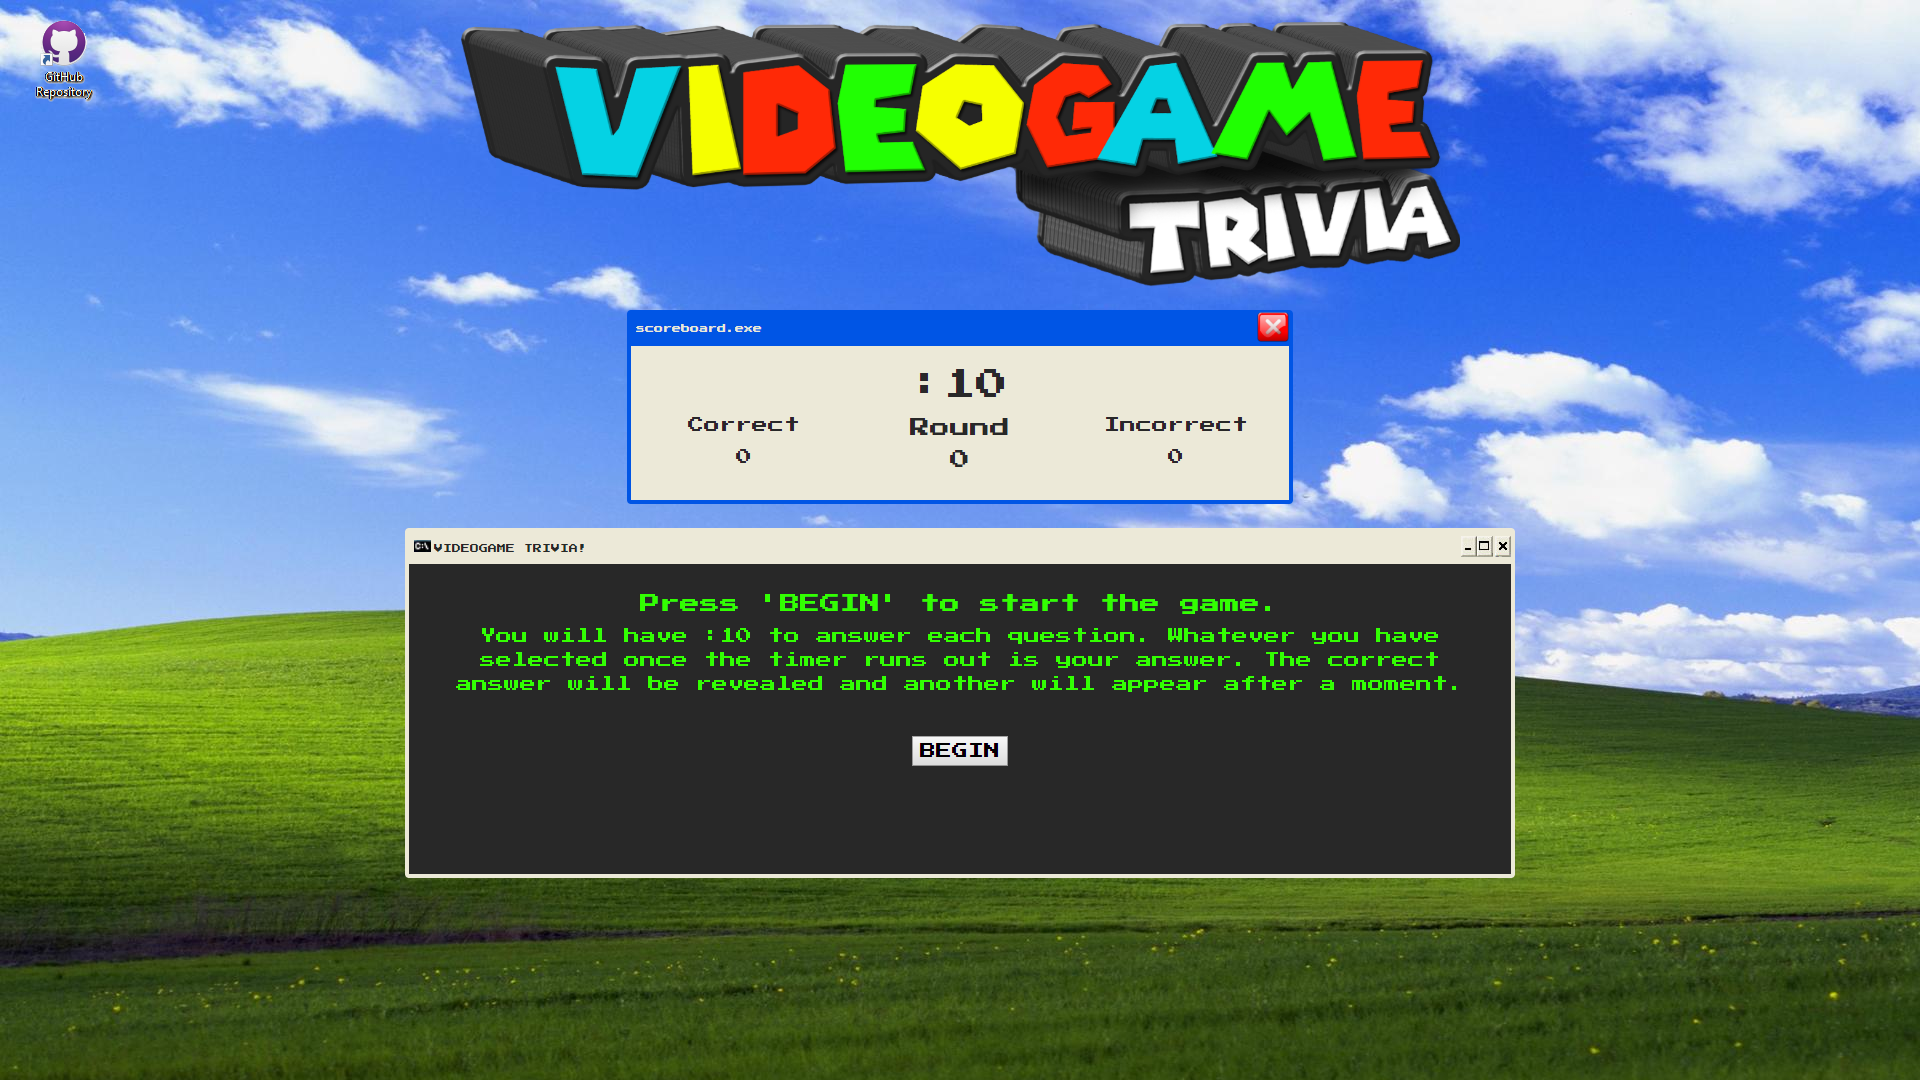 GitHub
Repository
VIDEOGAME
TRIVIA
scoreboard.exe
:10
Correct Round Incorrect
0 0 0
C:\ VIDEOGAME TRIVIA!
Press 'BEGIN' to start the game.
You will have :10 to answer each question. Whatever you have
selected once the timer runs out is your answer. The correct
answer will be revealed and another will appear after a moment.
BEGIN